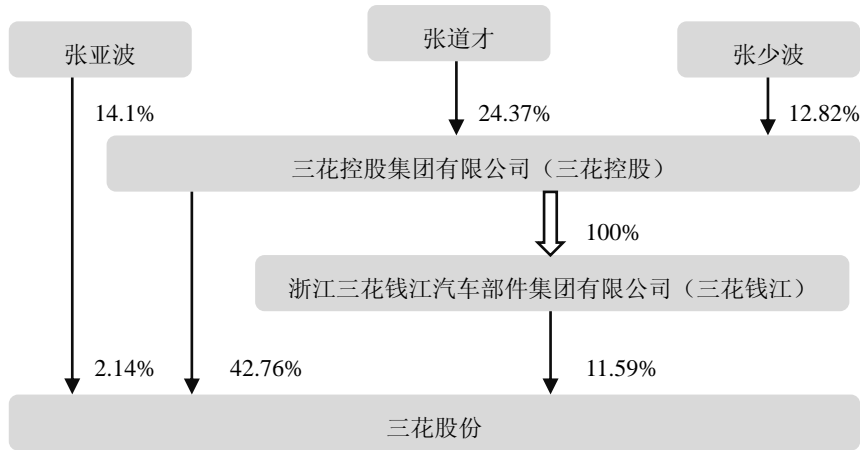 张亚波
张道才
张少波
14.1%
24.37%
12.82%
三花控股集团有限公司（三花控股）
100%
浙江三花钱江汽车部件集团有限公司（三花钱江）
2.14%
42.76%
11.59%
三花股份